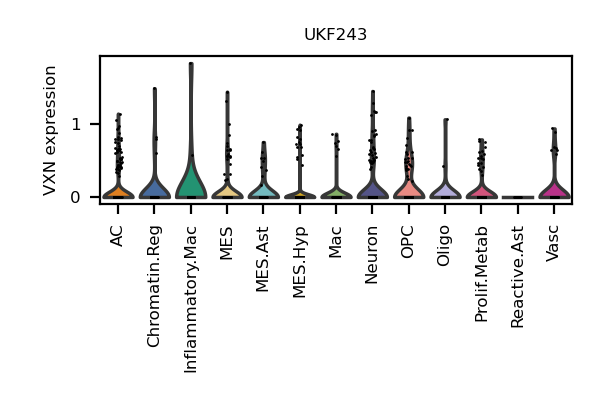 UKF243
VXN expression
1
0
AC
Chromatin.Reg
Inflammatory.Mac
MES
MES.Ast
MES.Hyp
Mac
Neuron
OPC
Oligo
Prolif.Metab
Reactive.Ast
Vasc